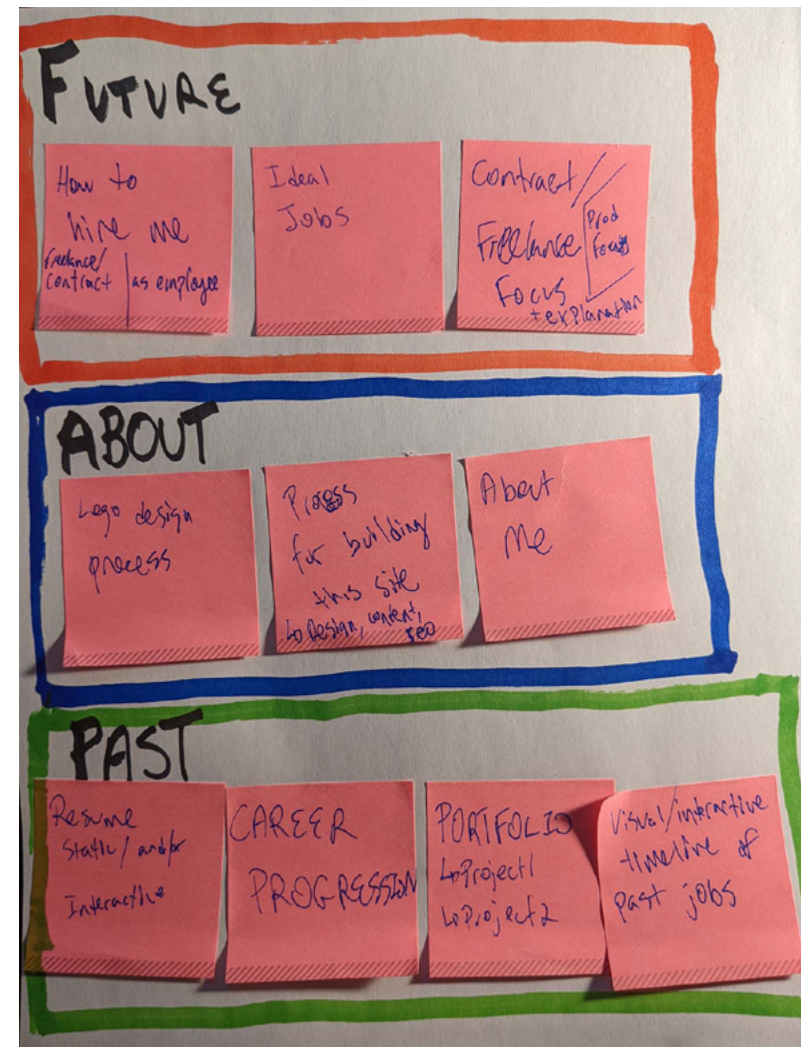 FUTURE
How to
hire me
freelance/
contract | as employee
Ideal
Jobs
Contract/
Freelance
Focus
Prod
focus
+ explanation
ABOUT
Logo design
process
Process
for building
this site
↳ Design, content,
seo
About
Me
PAST
Resume
Static/ and/or
Interactive
CAREER
PROGRESSION
PORTFOLIO
↳ Project 1
↳ Project 2
Visual/interactive
timeline of
past jobs